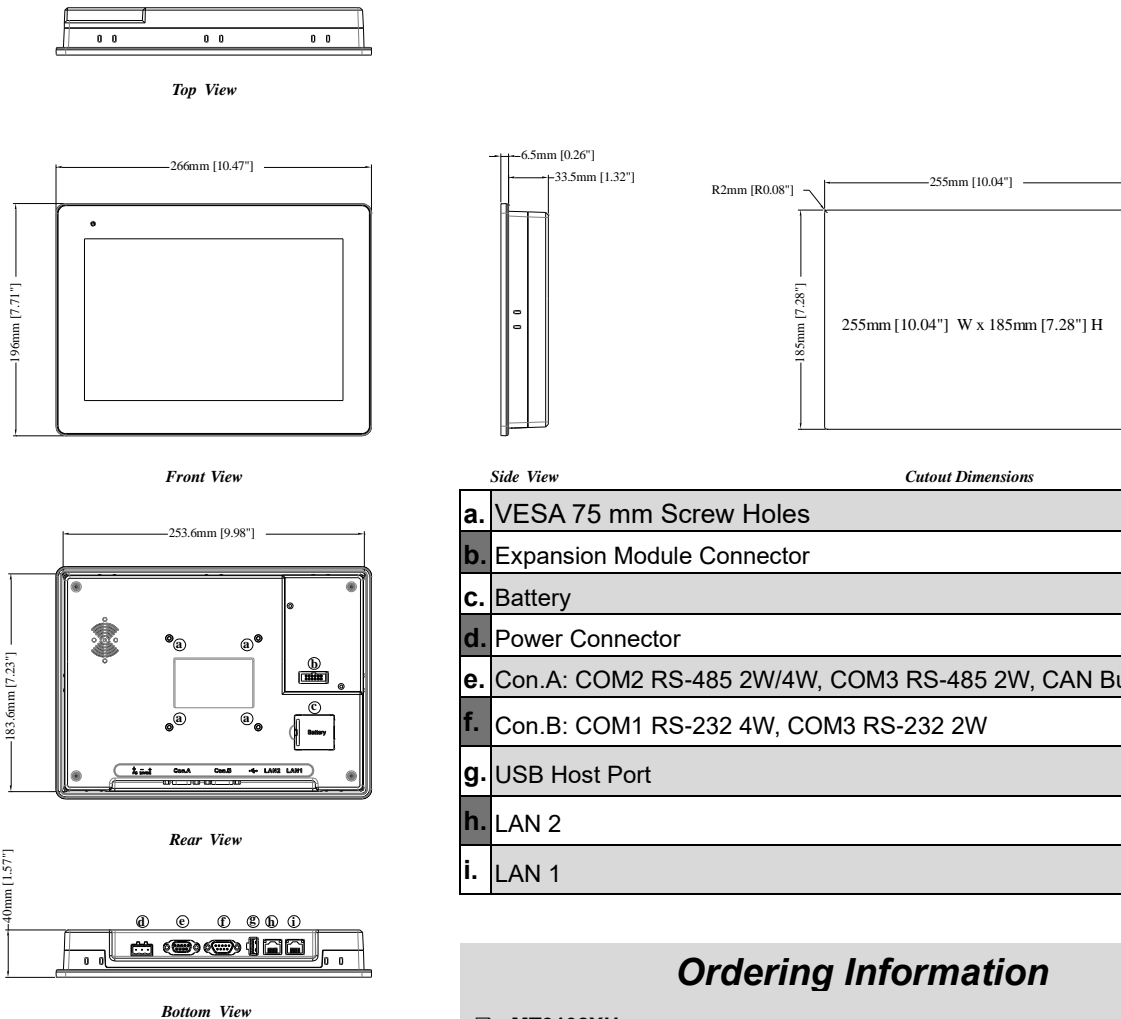 Top View
266mm [10.47"]
196mm [7.71"]
Front View
6.5mm [0.26"]
33.5mm [1.32"]
Side View
R2mm [R0.08"]
255mm [10.04"]
185mm [7.28"]
255mm [10.04"] W x 185mm [7.28"] H
Cutout Dimensions
253.6mm [9.98"]
183.6mm [7.23"]
a
a
b
a
a
c
Battery
Con.A Con.B LAN2 LAN1
Rear View
40mm [1.57"]
d e f g h i
Bottom View
a. VESA 75 mm Screw Holes
b. Expansion Module Connector
c. Battery
d. Power Connector
e. Con.A: COM2 RS-485 2W/4W, COM3 RS-485 2W, CAN
f. Con.B: COM1 RS-232 4W, COM3 RS-232 2W
g. USB Host Port
h. LAN 2
i. LAN 1
Ordering Information